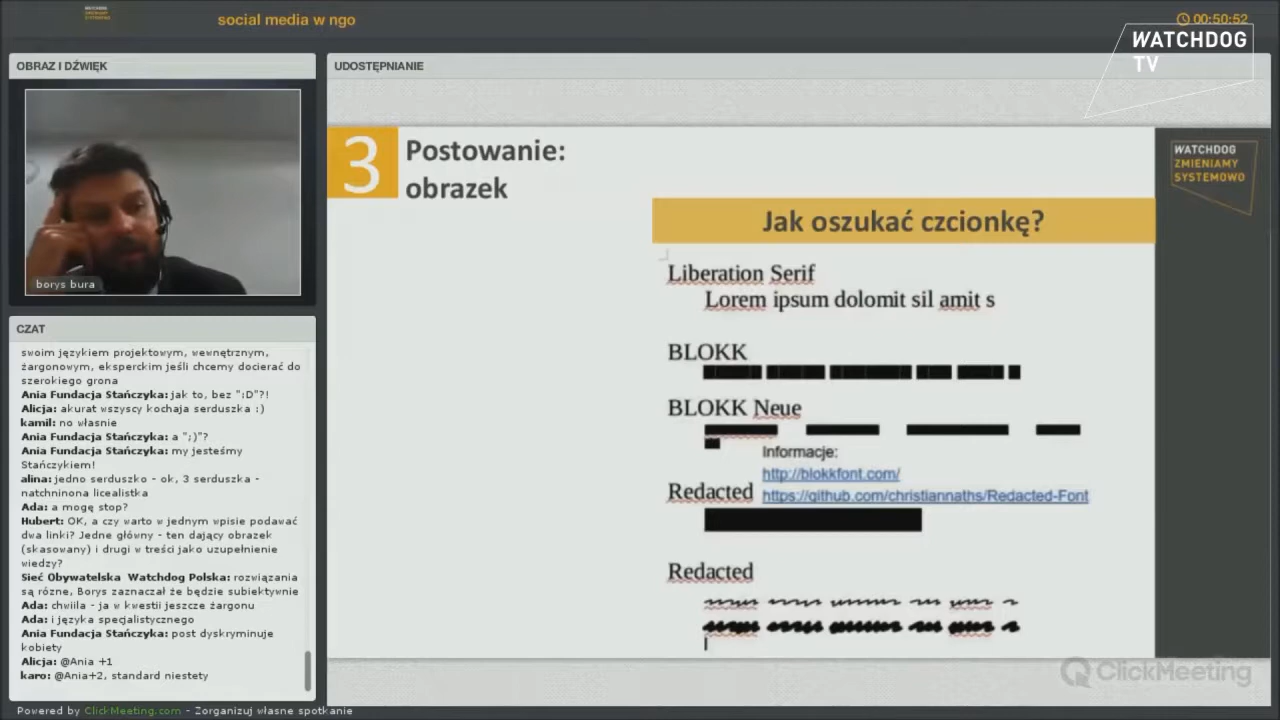 WATCHDOG
ZMIENIAMY
SYSTEMOWO
social media w ngo
00:50:52
WATCHDOG
TV
OBRAZ I DŹWIĘK
borys bura
CZAT
swoim językiem projektowym, wewnętrznym,
żargonowym, eksperckim jeśli chcemy docierać do
szerokiego grona
Ania Fundacja Stańczyka: jak to, bez ";D"?!
Alicja: akurat wszyscy kochaja serduszka :)
kamil: no własnie
Ania Fundacja Stańczyka: a ";)"?
Ania Fundacja Stańczyka: my jesteśmy
Stańczykiem!
alina: jedno serduszko - ok, 3 serduszka -
natchninona licealistka
Ada: a mogę stop?
Hubert: OK, a czy warto w jednym wpisie podawać
dwa linki? Jedne główny - ten dający obrazek
(skasowany) i drugi w treści jako uzupełnienie
wiedzy?
Sieć Obywatelska Watchdog Polska: rozwiązania
są rózne, Borys zaznaczał że będzie subiektywnie
Ada: chwiila - ja w kwestii jeszcze żargonu
Ada: i języka specjalistycznego
Ania Fundacja Stańczyka: post dyskryminuje
kobiety
Alicja: @Ania +1
karo: @Ania+2, standard niestety
UDOSTĘPNIANIE
3
Postowanie:
obrazek
WATCHDOG
ZMIENIAMY
SYSTEMOWO
Jak oszukać czcionkę?
Liberation Serif
Lorem ipsum dolomit sil amit s
BLOKK
BLOKK Neue
Informacje:
http://blokkfont.com/
Redacted
https://github.com/christiannaths/Redacted-Font
Redacted
ClickMeeting
Powered by ClickMeeting.com - Zorganizuj własne spotkanie